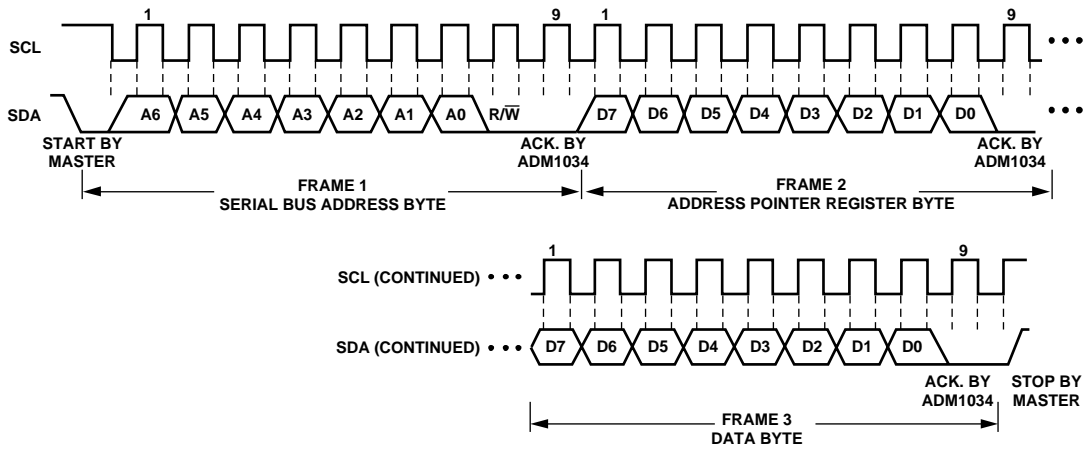 1 9 1 9
SCL • • •
SDA A6 A5 A4 A3 A2 A1 A0 R/W̅ D7 D6 D5 D4 D3 D2 D1 D0 • • •
START BY MASTER
ACK. BY ADM1034
ACK. BY ADM1034
FRAME 1
SERIAL BUS ADDRESS BYTE
FRAME 2
ADDRESS POINTER REGISTER BYTE
1 9
SCL (CONTINUED) • • •
SDA (CONTINUED) • • • D7 D6 D5 D4 D3 D2 D1 D0
ACK. BY ADM1034
STOP BY MASTER
FRAME 3
DATA BYTE